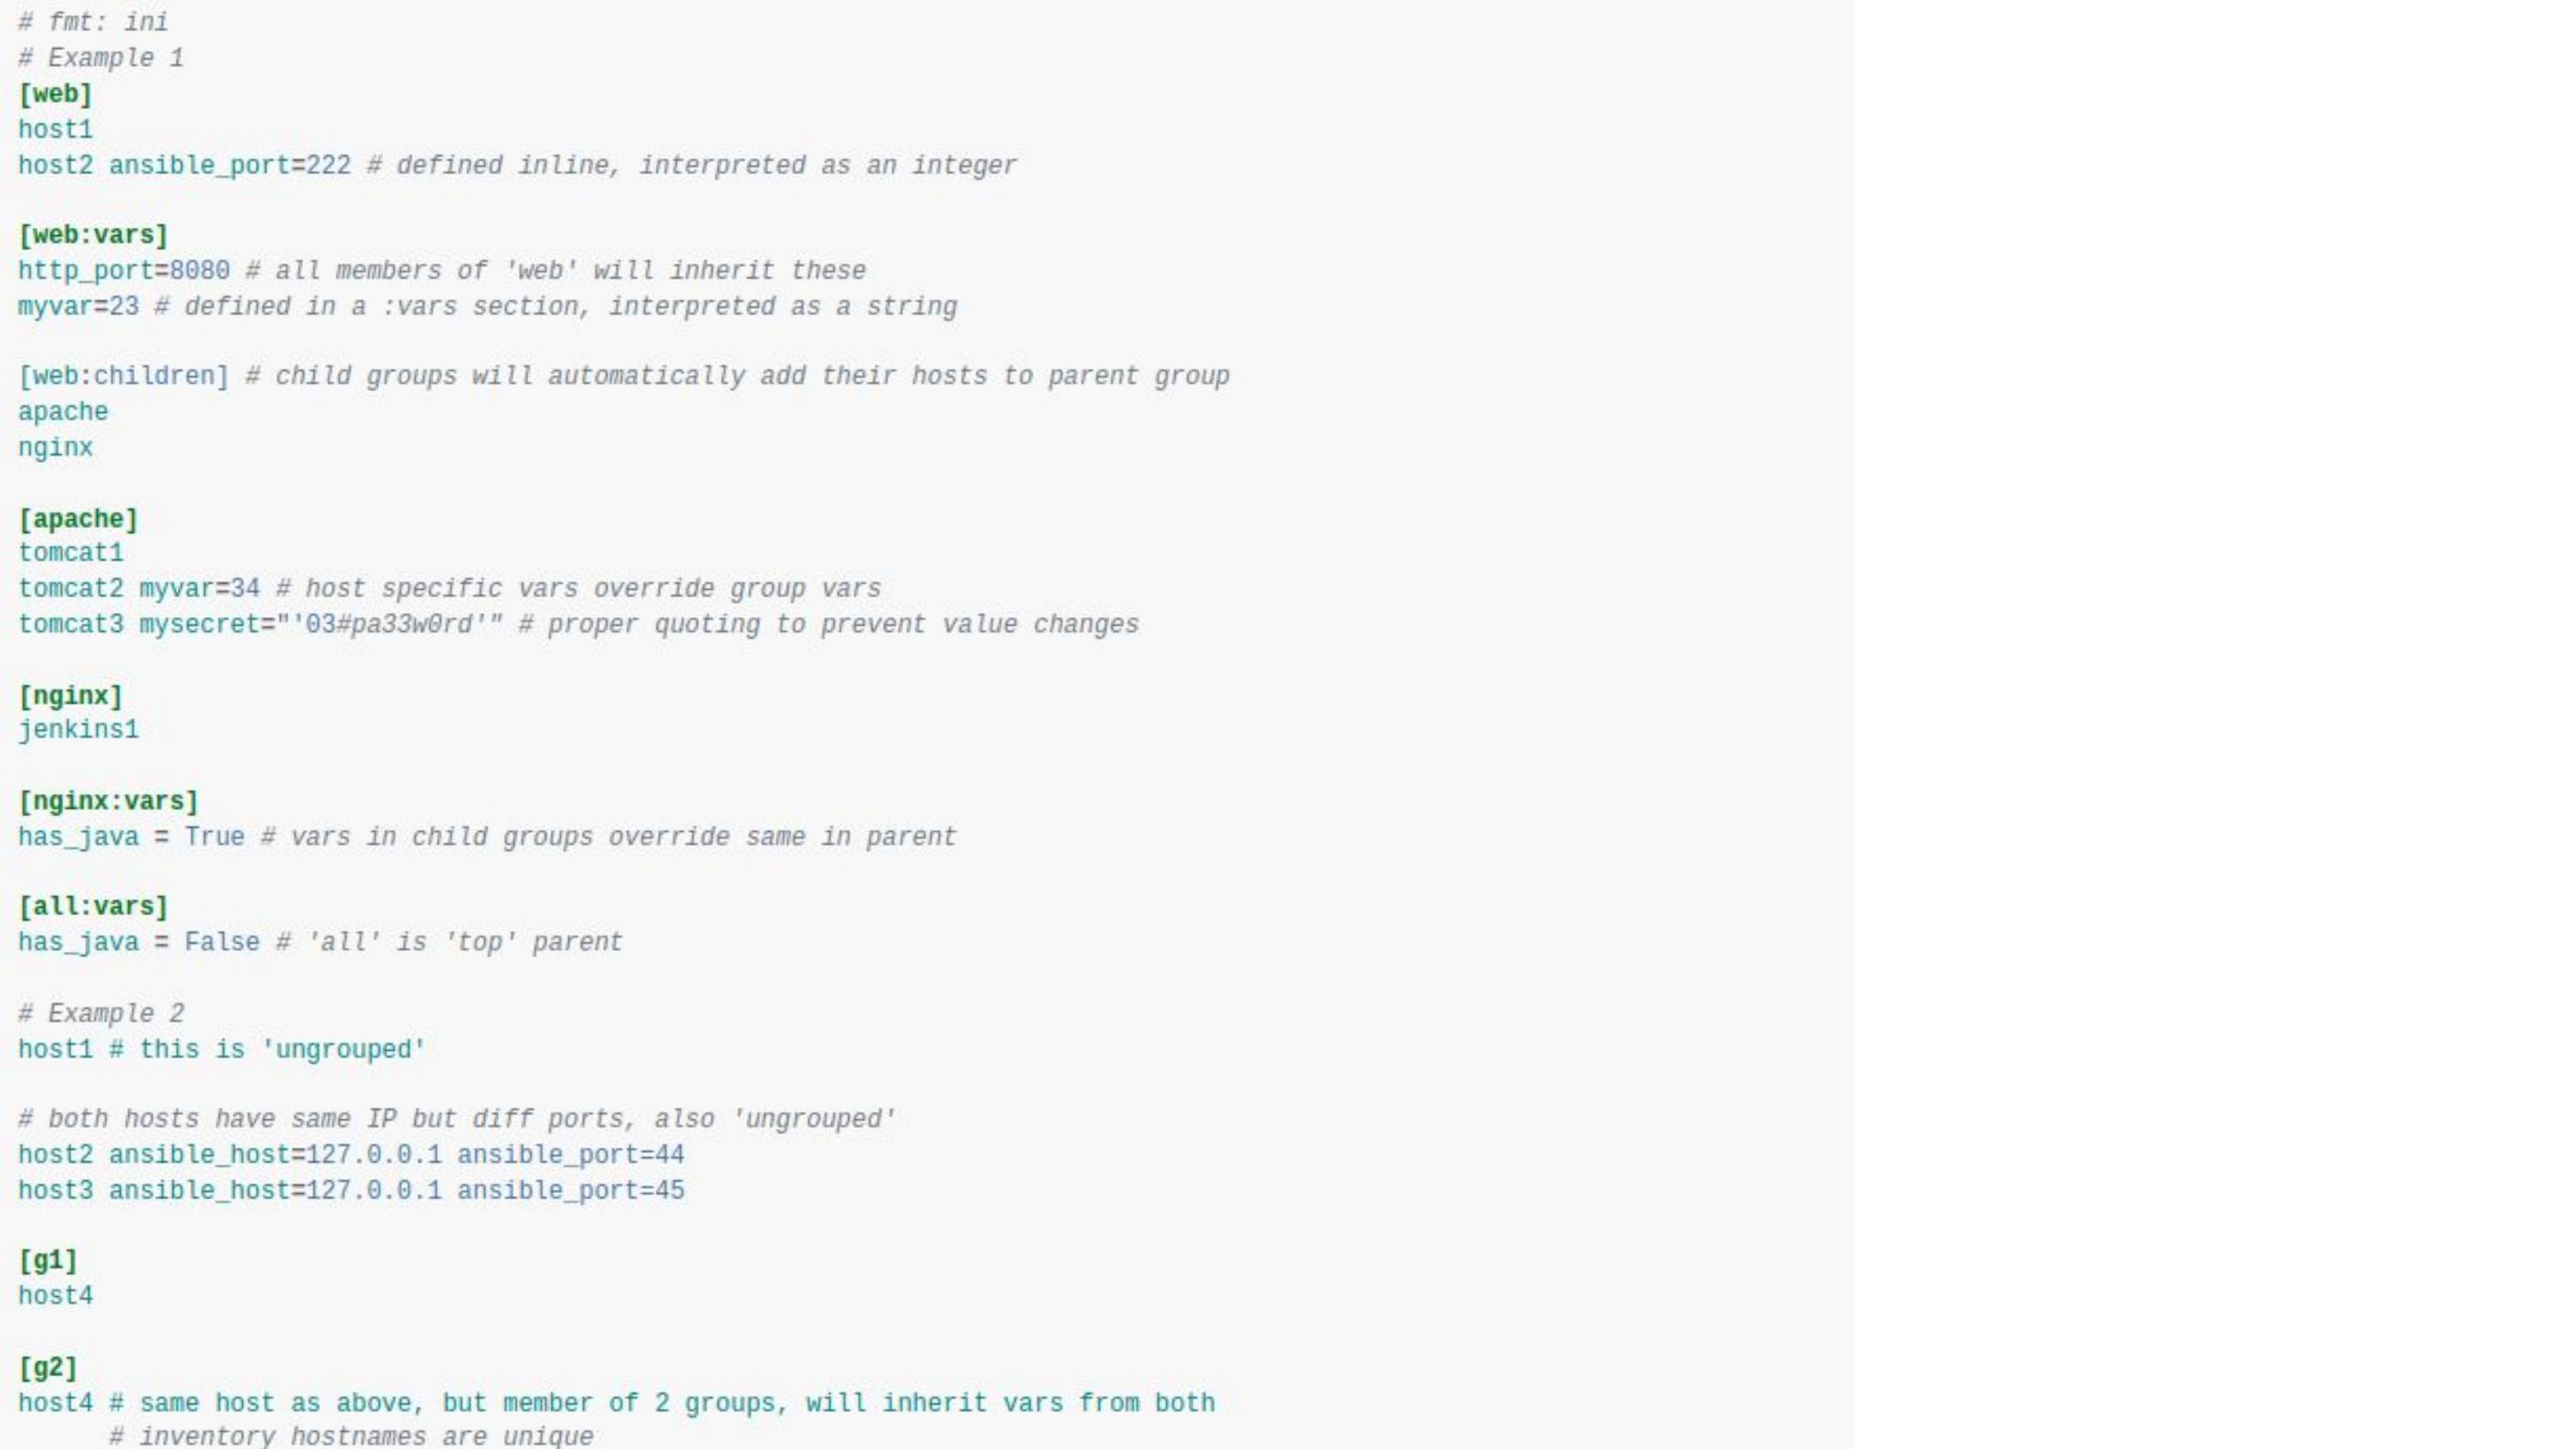 # fmt: ini
# Example 1
[web]
host1
host2 ansible_port=222 # defined inline, interpreted as an integer
[web:vars]
http_port=8080 # all members of 'web' will inherit these
myvar=23 # defined in a :vars section, interpreted as a string
[web:children] # child groups will automatically add their hosts to parent group
apache
nginx
[apache]
tomcat1
tomcat2 myvar=34 # host specific vars override group vars
tomcat3 mysecret="'03#pa33w0rd'" # proper quoting to prevent value changes
[nginx]
jenkins1
[nginx:vars]
has_java = True # vars in child groups override same in parent
[all:vars]
has_java = False # 'all' is 'top' parent
# Example 2
host1 # this is 'ungrouped'
# both hosts have same IP but diff ports, also 'ungrouped'
host2 ansible_host=127.0.0.1 ansible_port=44
host3 ansible_host=127.0.0.1 ansible_port=45
[g1]
host4
[g2]
host4 # same host as above, but member of 2 groups, will inherit vars from both
# inventory hostnames are unique